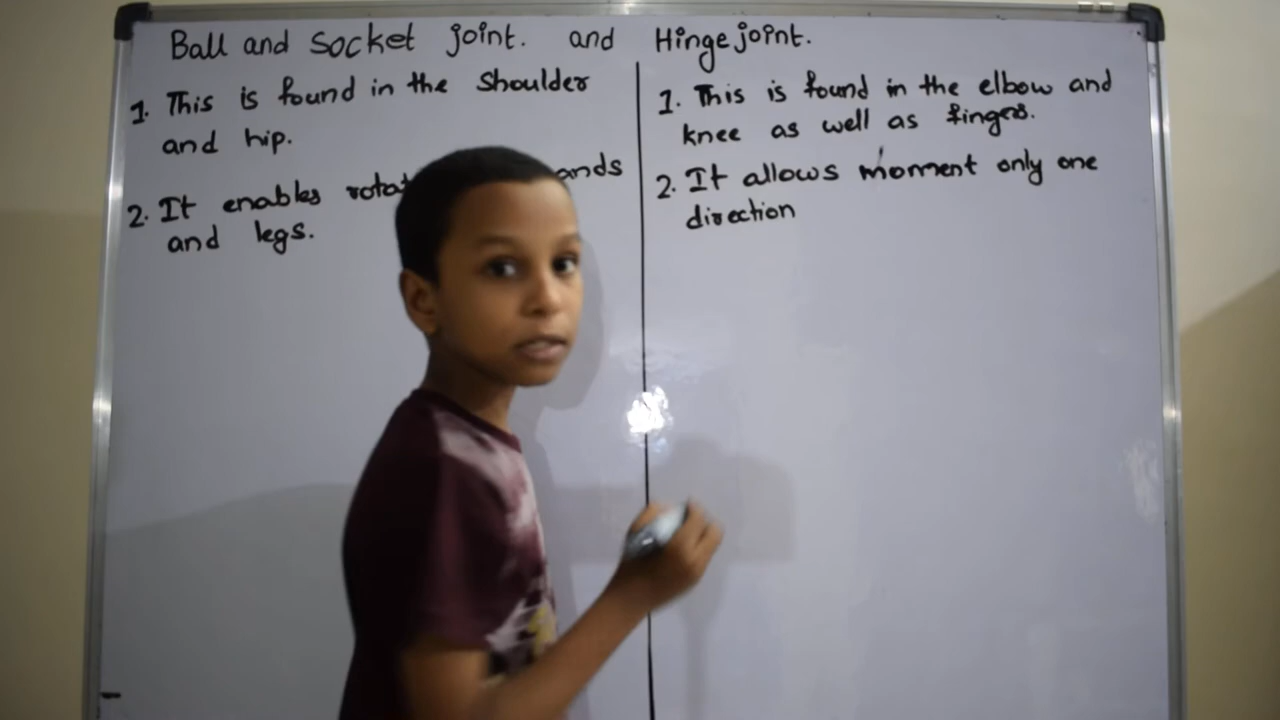 Ball and socket joint. and Hinge joint.
1. This is found in the Shoulder
and hip.
2. It enables rotat ands
and legs.
1. This is found in the elbow and
knee as well as fingers.
2. It allows moment only one
direction